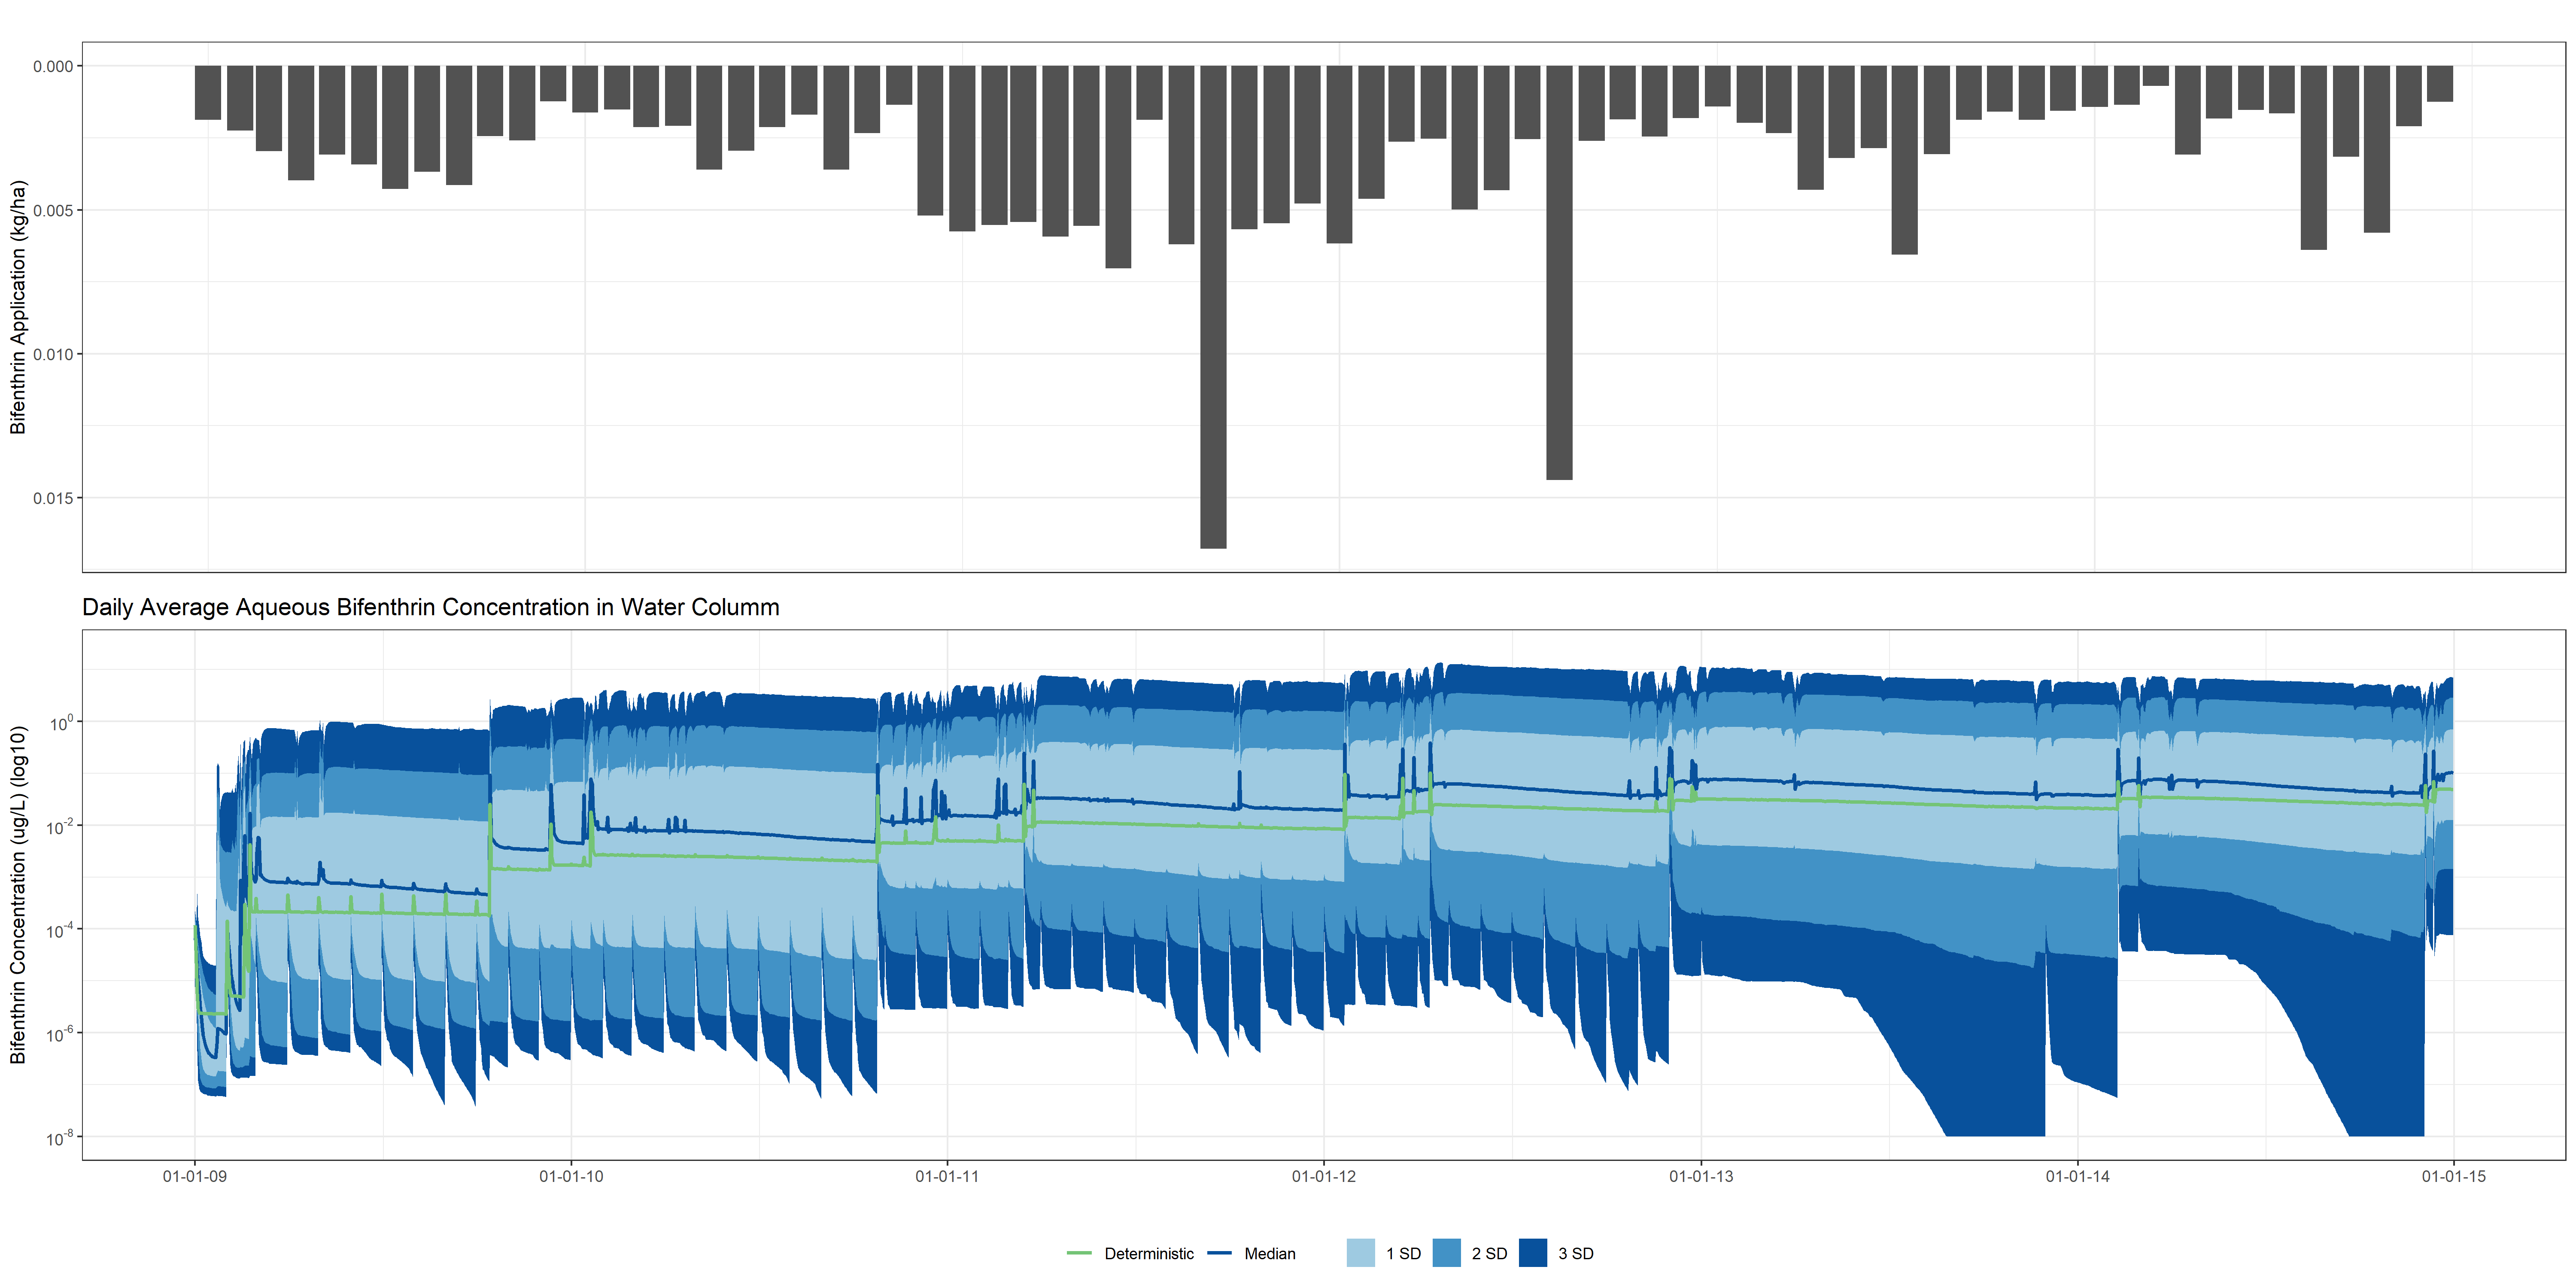 Bifenthrin Application (kg/ha)
0.000
0.005
0.010
0.015
Daily Average Aqueous Bifenthrin Concentration in Water Columm
Bifenthrin Concentration (ug/L) (log10)
10⁰
10⁻²
10⁻⁴
10⁻⁶
10⁻⁸
01-01-09 01-01-10 01-01-11 01-01-12 01-01-13 01-01-14 01-01-15
Deterministic Median 1 SD 2 SD 3 SD